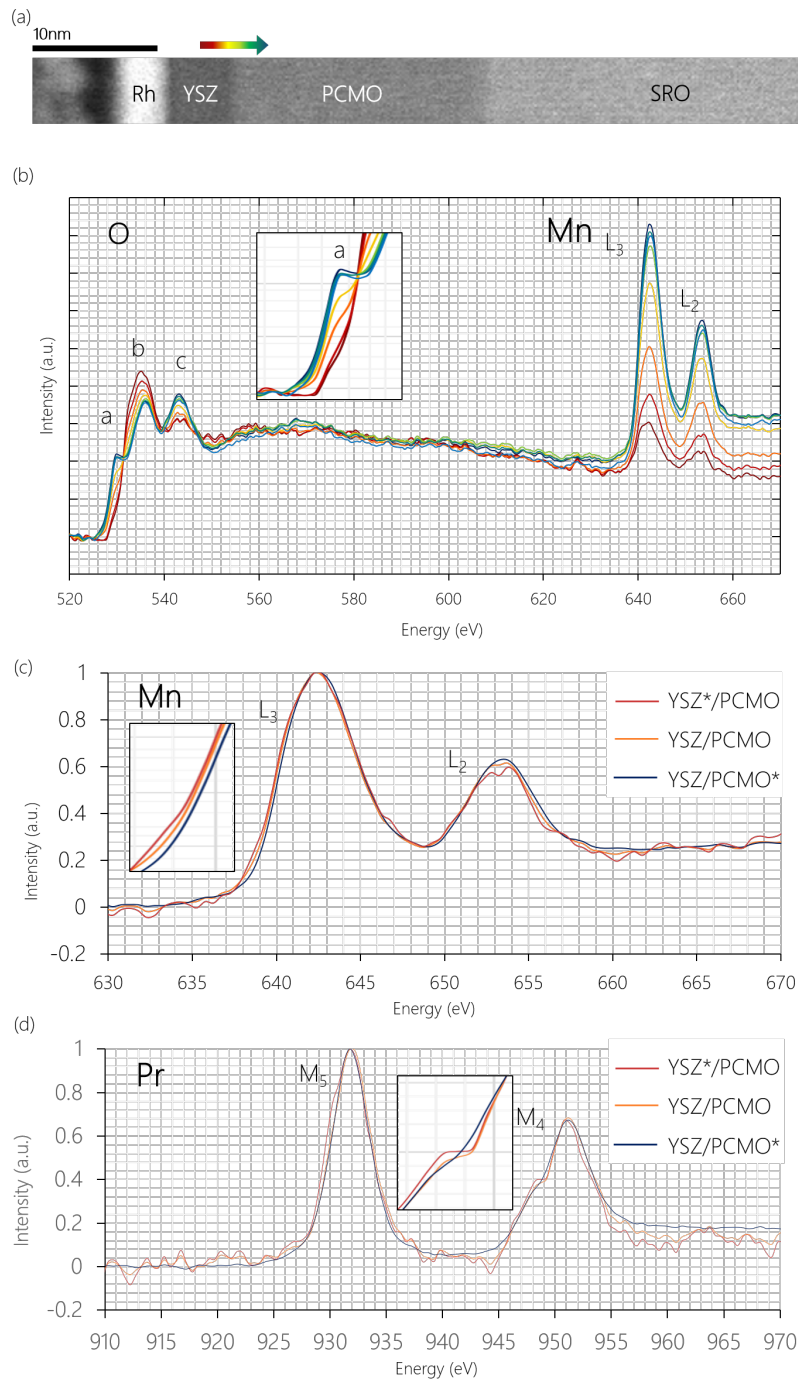 (a)
10nm
Rh YSZ PCMO SRO
(b)
O Mn
a
L3
L2
b
c
a
Intensity (a.u.)
520 540 560 580 600 620 640 660
Energy (eV)
(c)
1
0.8
0.6
0.4
0.2
0
-0.2
Mn
L3
L2
YSZ*/PCMO
YSZ/PCMO
YSZ/PCMO*
Intensity (a.u.)
630 635 640 645 650 655 660 665 670
Energy (eV)
(d)
1
0.8
0.6
0.4
0.2
0
-0.2
Pr
M5
M4
YSZ*/PCMO
YSZ/PCMO
YSZ/PCMO*
Intensity (a.u.)
910 915 920 925 930 935 940 945 950 955 960 965 970
Energy (eV)